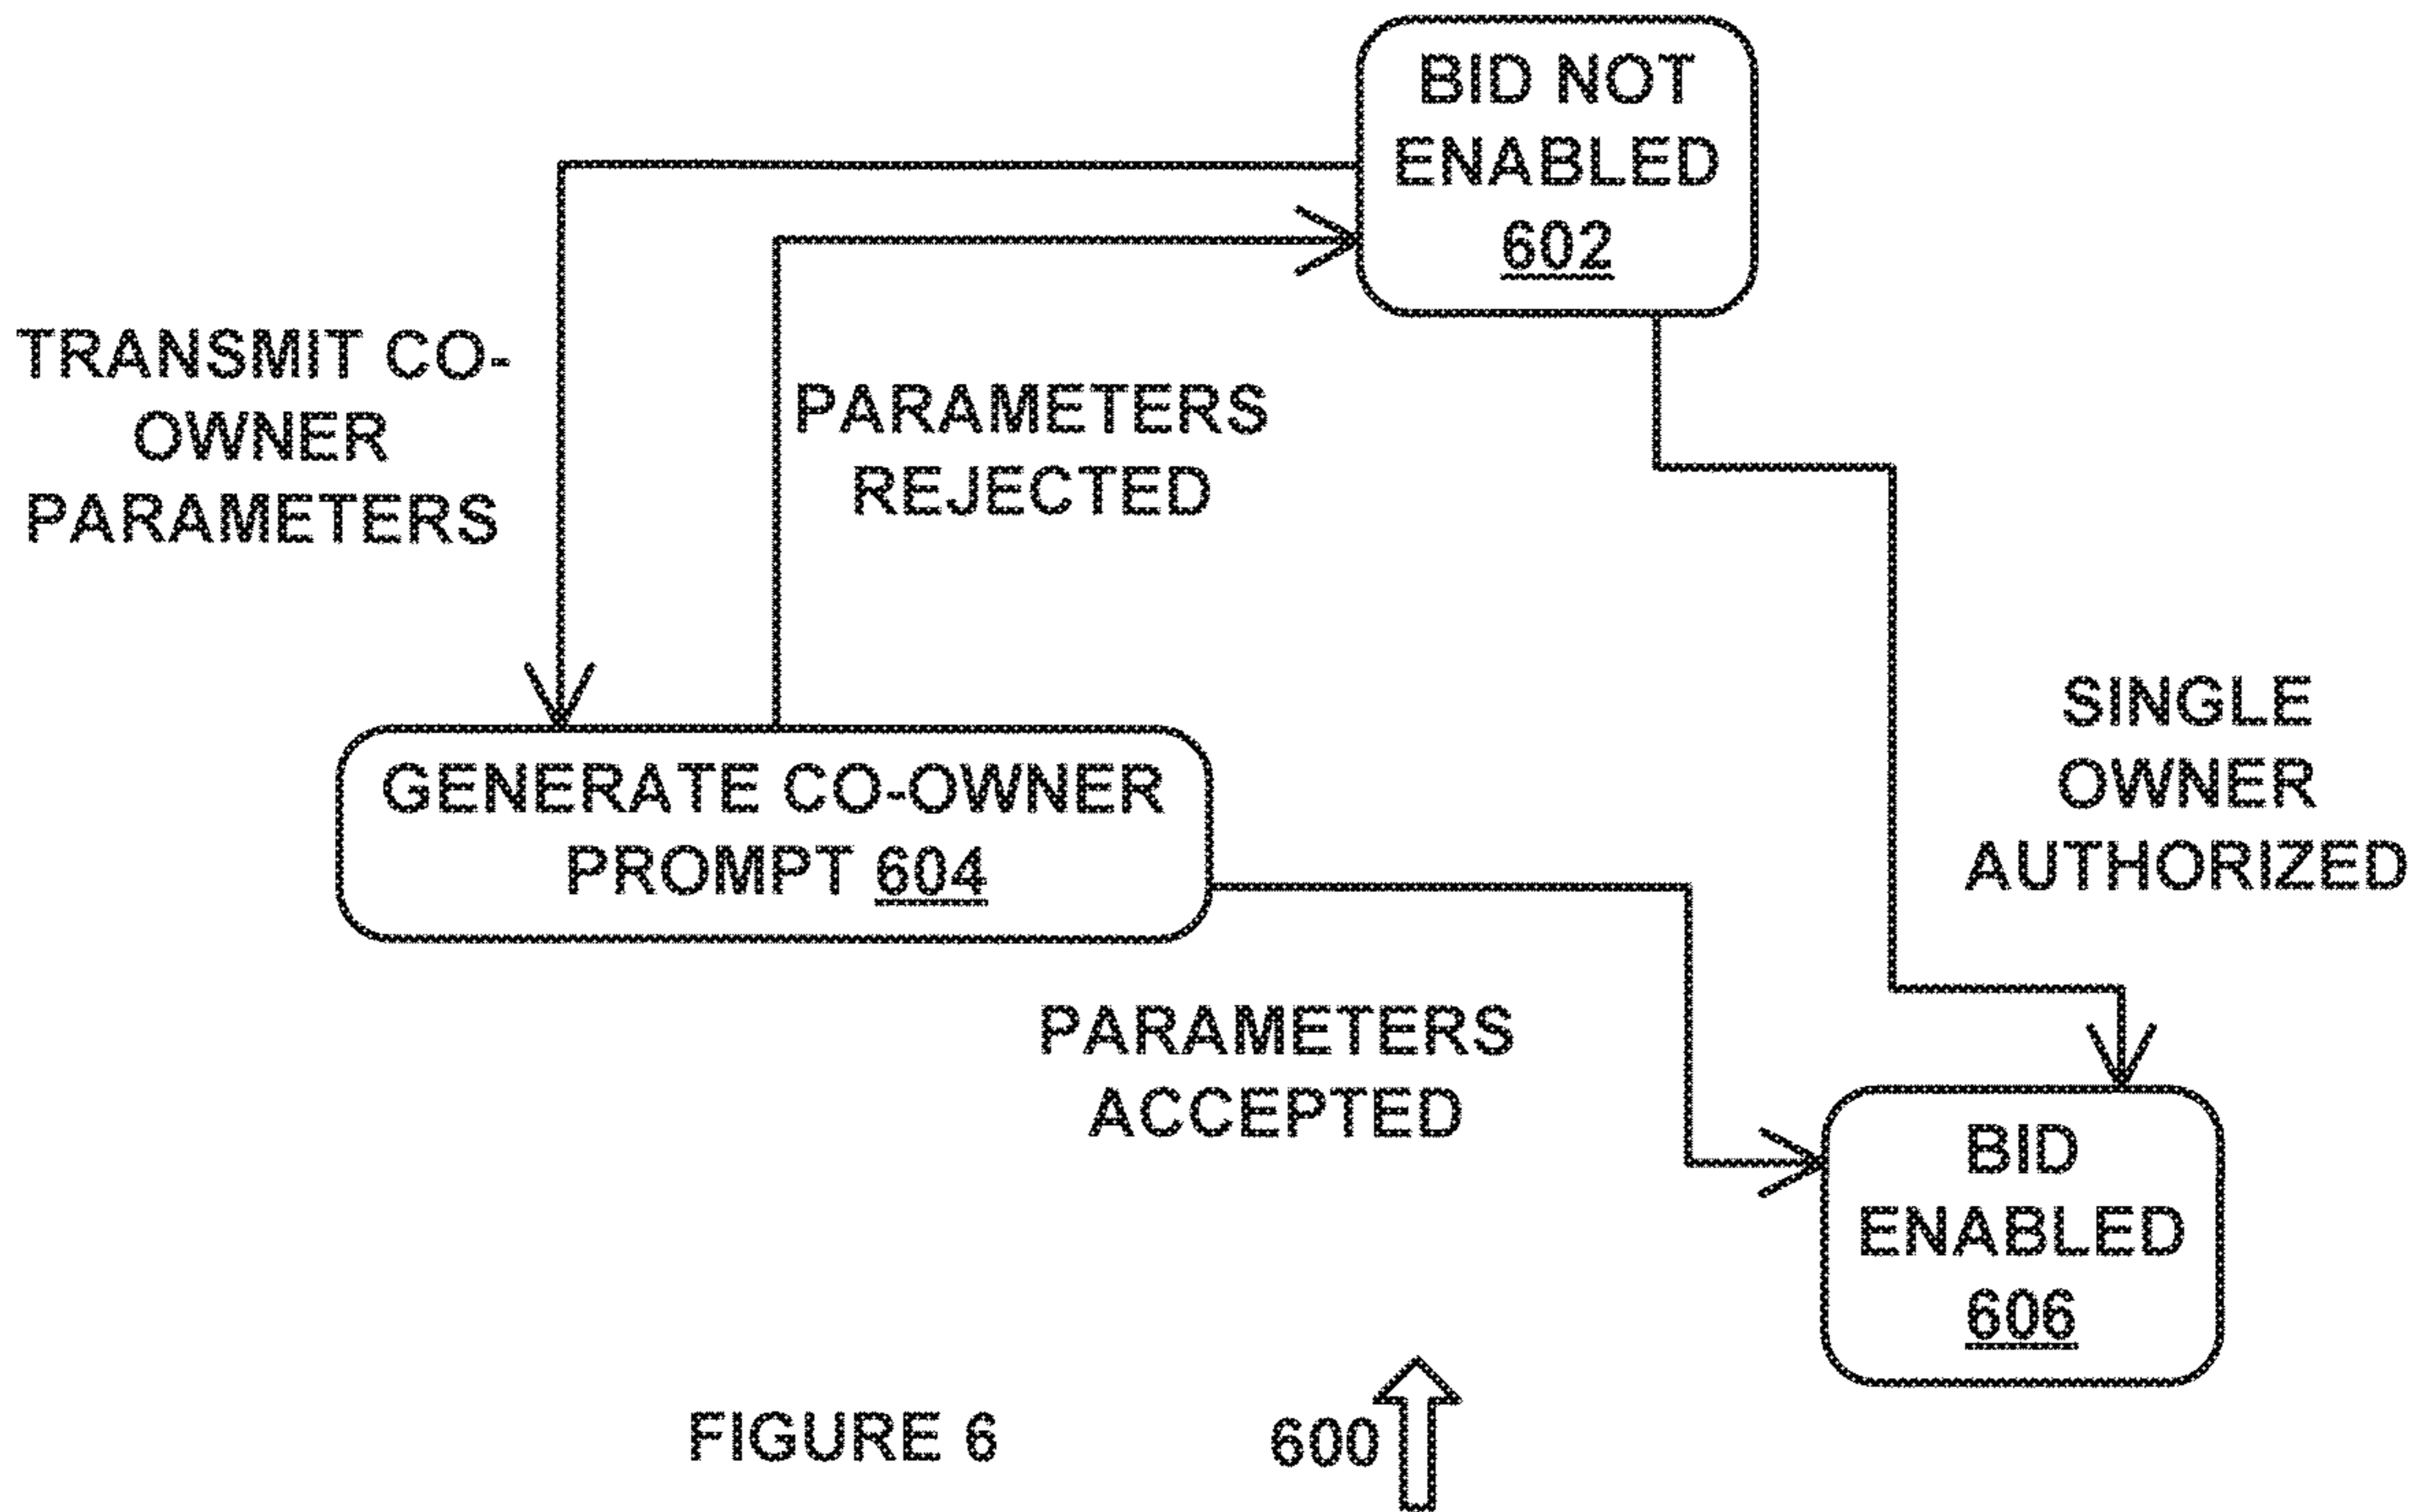 BID NOT
ENABLED
602
TRANSMIT CO-
OWNER
PARAMETERS
PARAMETERS
REJECTED
SINGLE
OWNER
AUTHORIZED
GENERATE CO-OWNER
PROMPT 604
PARAMETERS
ACCEPTED
BID
ENABLED
606
FIGURE 6
600